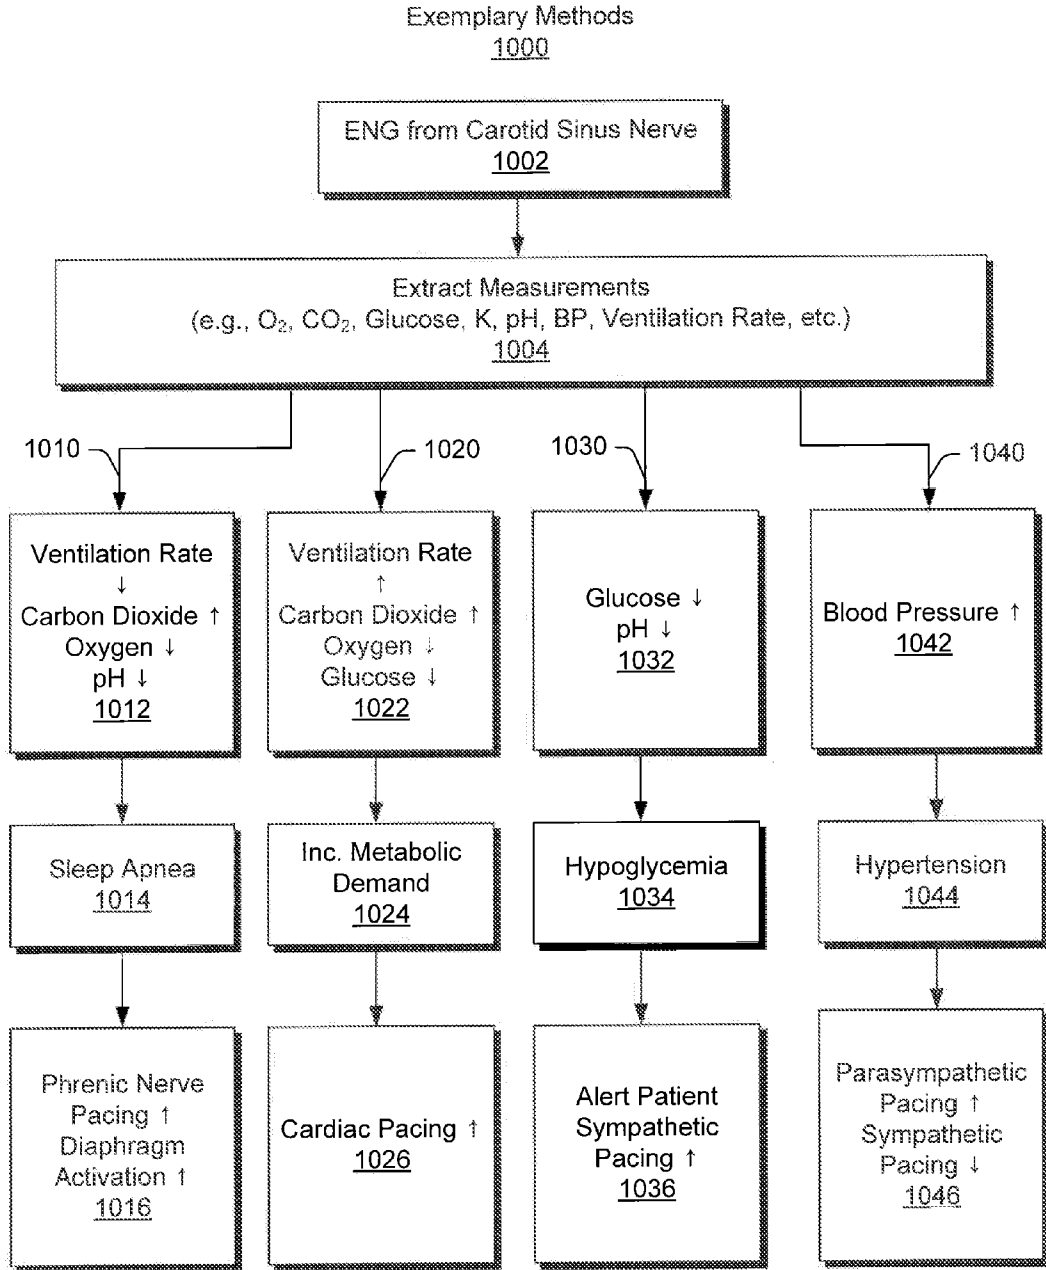 Exemplary Methods
1000
ENG from Carotid Sinus Nerve
1002
Extract Measurements
(e.g., O₂, CO₂, Glucose, K, pH, BP, Ventilation Rate, etc.)
1004
1010
1020
1030
1040
Ventilation Rate
↓
Carbon Dioxide ↑
Oxygen ↓
pH ↓
1012
Ventilation Rate
↑
Carbon Dioxide ↑
Oxygen ↓
Glucose ↓
1022
Glucose ↓
pH ↓
1032
Blood Pressure ↑
1042
Sleep Apnea
1014
Inc. Metabolic
Demand
1024
Hypoglycemia
1034
Hypertension
1044
Phrenic Nerve
Pacing ↑
Diaphragm
Activation ↑
1016
Cardiac Pacing ↑
1026
Alert Patient
Sympathetic
Pacing ↑
1036
Parasympathetic
Pacing ↑
Sympathetic
Pacing ↓
1046